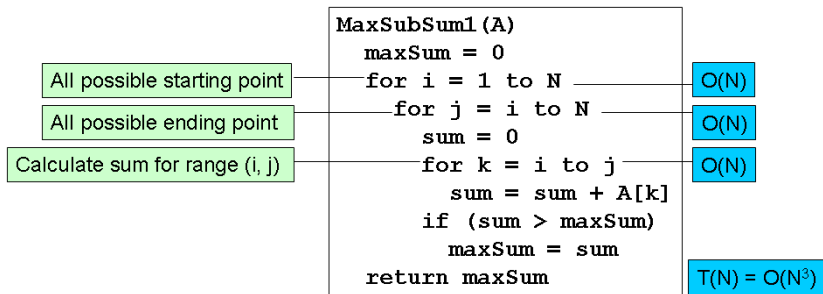 MaxSubSum1(A)
maxSum = 0
All possible starting point
for i = 1 to N
O(N)
All possible ending point
for j = i to N
O(N)
sum = 0
Calculate sum for range (i, j)
for k = i to j
O(N)
sum = sum + A[k]
if (sum > maxSum)
maxSum = sum
return maxSum
T(N) = O(N³)